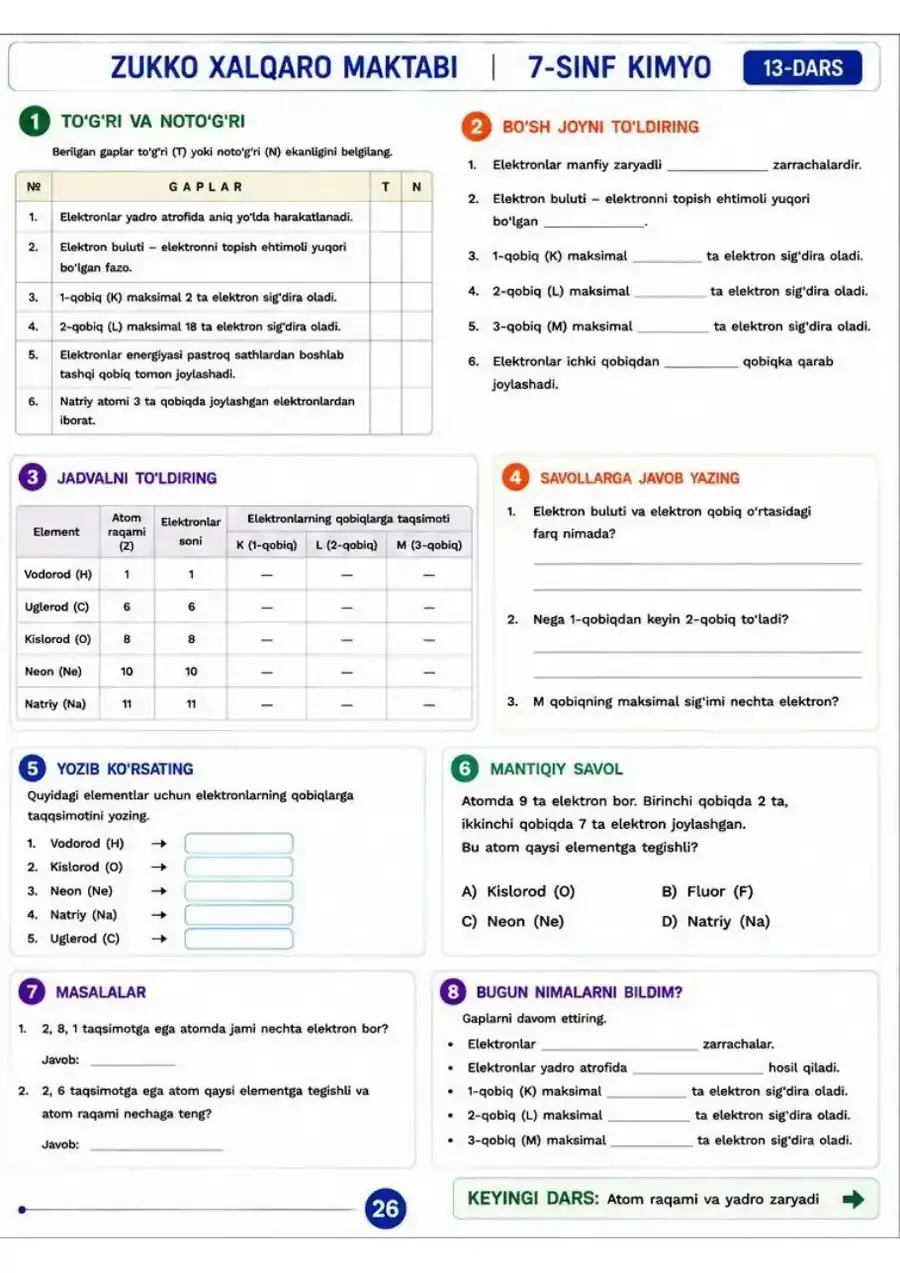 ZUKKO XALQARO MAKTABI | 7-SINF KIMYO 13-DARS
1 TO'G'RI VA NOTO'G'RI
Berilgan gaplar to'g'ri (T) yoki noto'g'ri (N) ekanligini belgilang.
№ GAPLAR T N
1. Elektronlar yadro atrofida aniq yo'lda harakatlanadi.
2. Elektron buluti – elektronni topish ehtimoli yuqori
bo'lgan fazo.
3. 1-qobiq (K) maksimal 2 ta elektron sig'dira oladi.
4. 2-qobiq (L) maksimal 18 ta elektron sig'dira oladi.
5. Elektronlar energiyasi pastroq sathlardan boshlab
tashqi qobiq tomon joylashadi.
6. Natriy atomi 3 ta qobiqda joylashgan elektronlardan
iborat.
2 BO'SH JOYNI TO'LDIRING
1. Elektronlar manfiy zaryadli ____________ zarrachalardir.
2. Elektron buluti – elektronni topish ehtimoli yuqori
bo'lgan ____________.
3. 1-qobiq (K) maksimal ________ ta elektron sig'dira oladi.
4. 2-qobiq (L) maksimal ________ ta elektron sig'dira oladi.
5. 3-qobiq (M) maksimal ________ ta elektron sig'dira oladi.
6. Elektronlar ichki qobiqdan _________ qobiqka qarab
joylashadi.
3 JADVALNI TO'LDIRING
Element Atom raqami (Z) Elektronlar soni Elektronlarning qobiqlarga taqsimoti
K (1-qobiq) L (2-qobiq) M (3-qobiq)
Vodorod (H) 1 1 — — —
Uglerod (C) 6 6 — — —
Kislorod (O) 8 8 — — —
Neon (Ne) 10 10 — — —
Natriy (Na) 11 11 — — —
4 SAVOLLARGA JAVOB YAZING
1. Elektron buluti va elektron qobiq o'rtasidagi
farq nimada?
2. Nega 1-qobiqdan keyin 2-qobiq to'ladi?
3. M qobiqning maksimal sig'imi nechta elektron?
5 YOZIB KO'RSATING
Quyidagi elementlar uchun elektronlarning qobiqlarga
taqqsimotini yozing.
1. Vodorod (H) →
2. Kislorod (O) →
3. Neon (Ne) →
4. Natriy (Na) →
5. Uglerod (C) →
6 MANTIQIY SAVOL
Atomda 9 ta elektron bor. Birinchi qobiqda 2 ta,
ikkinchi qobiqda 7 ta elektron joylashgan.
Bu atom qaysi elementga tegishli?
A) Kislorod (O) B) Fluor (F)
C) Neon (Ne) D) Natriy (Na)
7 MASALALAR
1. 2, 8, 1 taqsimotga ega atomda jami nechta elektron bor?
Javob: __________
2. 2, 6 taqsimotga ega atom qaysi elementga tegishli va
atom raqami nechaga teng?
Javob: ________________
8 BUGUN NIMALARNI BILDIM?
Gaplarni davom ettiring.
• Elektronlar ____________________ zarrachalar.
• Elektronlar yadro atrofida ____________________ hosil qiladi.
• 1-qobiq (K) maksimal __________ ta elektron sig'dira oladi.
• 2-qobiq (L) maksimal __________ ta elektron sig'dira oladi.
• 3-qobiq (M) maksimal __________ ta elektron sig'dira oladi.
26
KEYINGI DARS: Atom raqami va yadro zaryadi →